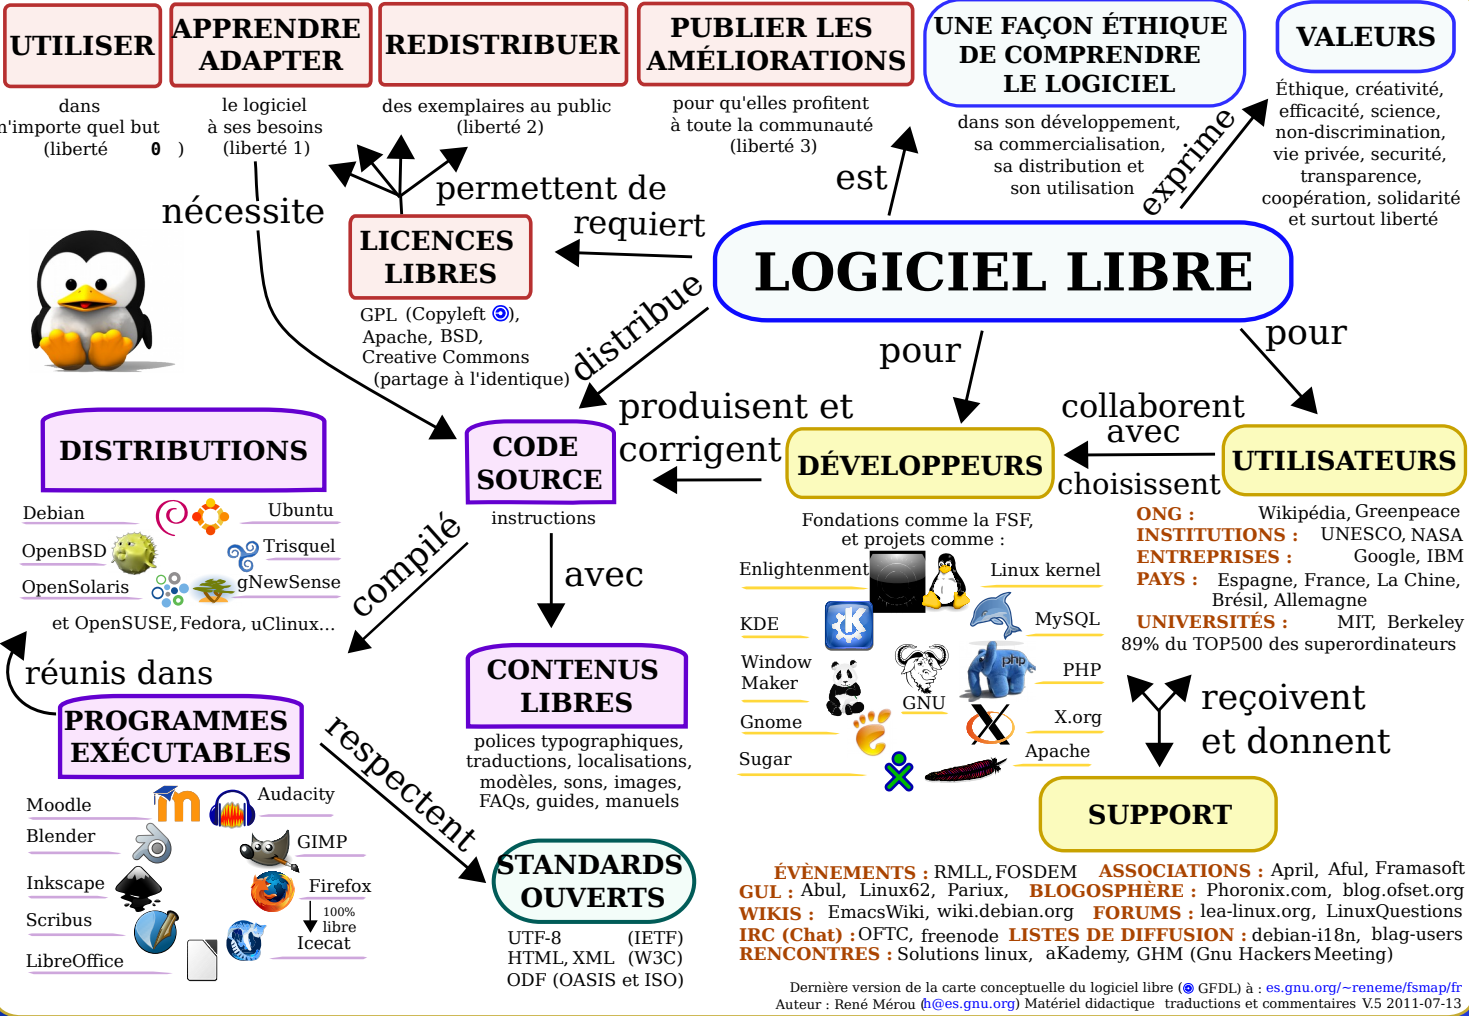 UTILISER
dans
n'importe quel but
(liberté 0 )
APPRENDRE
ADAPTER
le logiciel
à ses besoins
(liberté 1)
REDISTRIBUER
des exemplaires au public
(liberté 2)
PUBLIER LES
AMÉLIORATIONS
pour qu'elles profitent
à toute la communauté
(liberté 3)
UNE FAÇON ÉTHIQUE
DE COMPRENDRE
LE LOGICIEL
dans son développement,
sa commercialisation,
sa distribution et
son utilisation
VALEURS
Éthique, créativité,
efficacité, science,
non-discrimination,
vie privée, securité,
transparence,
coopération, solidarité
et surtout liberté
nécessite
permettent de
requiert
est
exprime
LICENCES
LIBRES
GPL (Copyleft ),
Apache, BSD,
Creative Commons
(partage à l'identique)
LOGICIEL LIBRE
distribue
pour
pour
produisent et
corrigent
collaborent
avec
choisissent
DISTRIBUTIONS
Debian
Ubuntu
OpenBSD
Trisquel
OpenSolaris
gNewSense
et OpenSUSE, Fedora, uClinux...
CODE
SOURCE
instructions
compilé
avec
DÉVELOPPEURS
Fondations comme la FSF,
et projets comme :
Enlightenment
Linux kernel
KDE
MySQL
Window
Maker
GNU
php
PHP
Gnome
X.org
Sugar
Apache
UTILISATEURS
ONG : Wikipédia, Greenpeace
INSTITUTIONS : UNESCO, NASA
ENTREPRISES : Google, IBM
PAYS : Espagne, France, La Chine,
Brésil, Allemagne
UNIVERSITÉS : MIT, Berkeley
89% du TOP500 des superordinateurs
réunis dans
PROGRAMMES
EXÉCUTABLES
Moodle
Audacity
Blender
GIMP
Inkscape
Firefox
100%
libre
Scribus
Icecat
LibreOffice
respectent
CONTENUS
LIBRES
polices typographiques,
traductions, localisations,
modèles, sons, images,
FAQs, guides, manuels
STANDARDS
OUVERTS
UTF-8 (IETF)
HTML, XML (W3C)
ODF (OASIS et ISO)
reçoivent
et donnent
SUPPORT
ÉVÈNEMENTS : RMLL, FOSDEM ASSOCIATIONS : April, Aful, Framasoft
GUL : Abul, Linux62, Pariux, BLOGOSPHÈRE : Phoronix.com, blog.ofset.org
WIKIS : EmacsWiki, wiki.debian.org FORUMS : lea-linux.org, LinuxQuestions
IRC (Chat) : OFTC, freenode LISTES DE DIFFUSION : debian-i18n, blag-users
RENCONTRES : Solutions linux, aKademy, GHM (Gnu Hackers Meeting)
Dernière version de la carte conceptuelle du logiciel libre ( GFDL) à : es.gnu.org/~reneme/fsmap/fr
Auteur : René Mérou (h@es.gnu.org) Matériel didactique traductions et commentaires V.5 2011-07-13